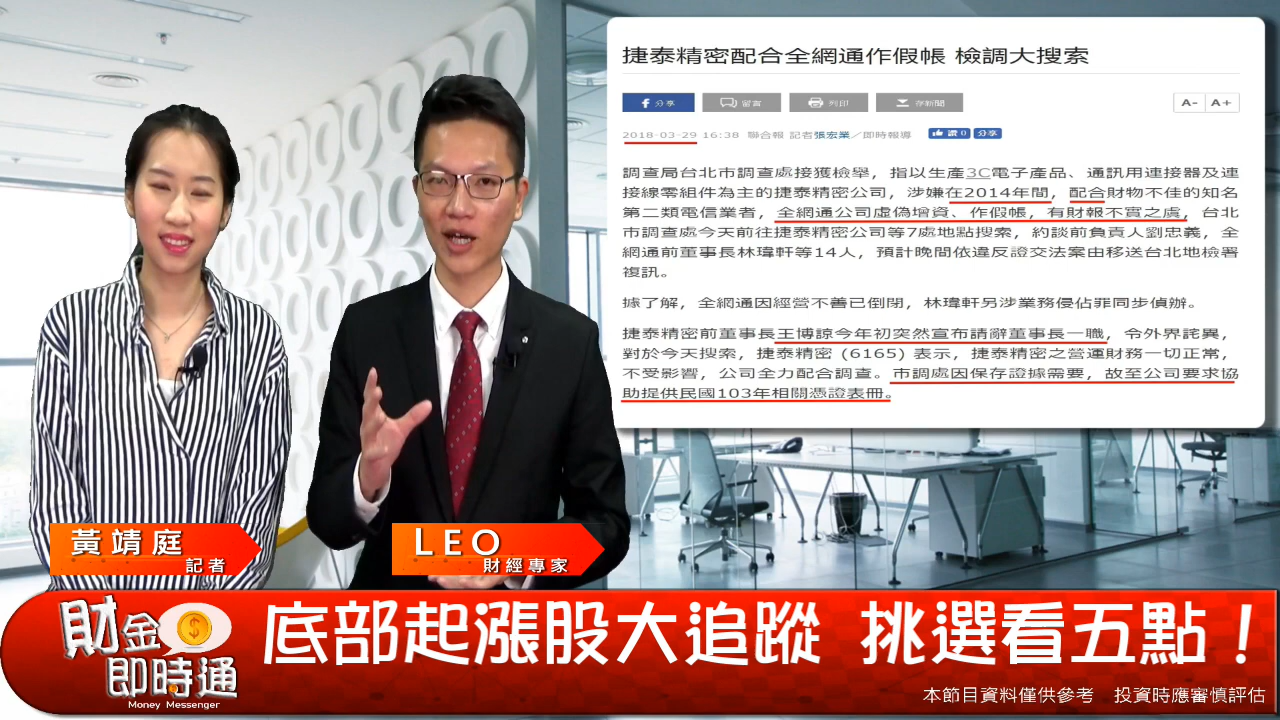 捷泰精密配合全網通作假帳 檢調大搜索
分享 留言 列印 存新聞 A- A+
2018-03-29 16:38 聯合報 記者張宏業／即時報導 讚 0 分享
調查局台北市調查處接獲檢舉，指以生產3C電子產品、通訊用連接器及連
接線零組件為主的捷泰精密公司，涉嫌在2014年間，配合財物不佳的知名
第二類電信業者，全網通公司虛偽增資、作假帳，有財報不實之虞，台北
市調查處今天前往捷泰精密公司等7處地點搜索，約談前負責人劉忠義，全
網通前董事長林瑋軒等14人，預計晚間依違反證交法案由移送台北地檢署
複訊。
據了解，全網通因經營不善已倒閉，林瑋軒另涉業務侵佔罪同步偵辦。
捷泰精密前董事長王博諒今年初突然宣布請辭董事長一職，令外界詫異，
對於今天搜索，捷泰精密 (6165) 表示，捷泰精密之營運財務一切正常，
不受影響，公司全力配合調查。市調處因保存證據需要，故至公司要求協
助提供民國103年相關憑證表冊。
黃靖庭
記者
LEO
財經專家
財金
即時通
Money Messenger
底部起漲股大追蹤 挑選看五點！
本節目資料僅供參考 投資時應審慎評估